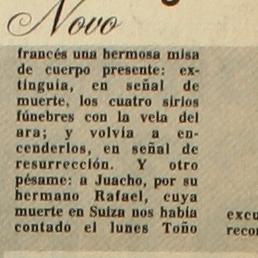 Novo
francés una hermosa misa
de cuerpo presente: ex-
tinguía, en señal de
muerte, los cuatro sirios
fúnebres con la vela del
ara; y volvía a en-
cenderlos, en señal de
resurrección. Y otro
pésame: a Juacho, por su
hermano Rafael, cuya
muerte en Suiza nos había
contado el lunes Toño
excu
recor